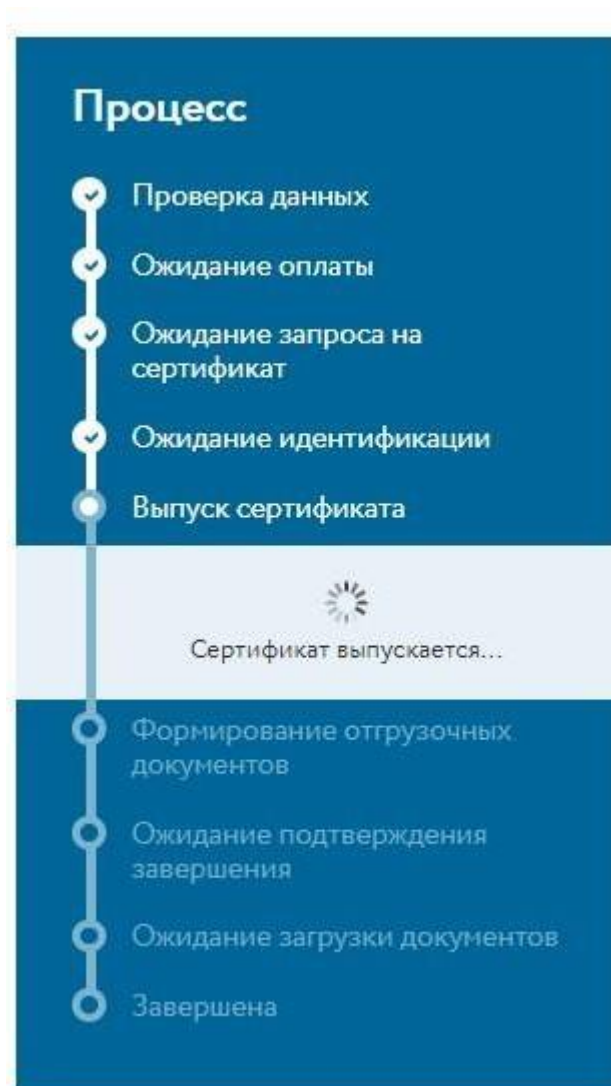 Процесс
Проверка данных
Ожидание оплаты
Ожидание запроса на
сертификат
Ожидание идентификации
Выпуск сертификата
Сертификат выпускается...
Формирование отгрузочных
документов
Ожидание подтверждения
завершения
Ожидание загрузки документов
Завершена